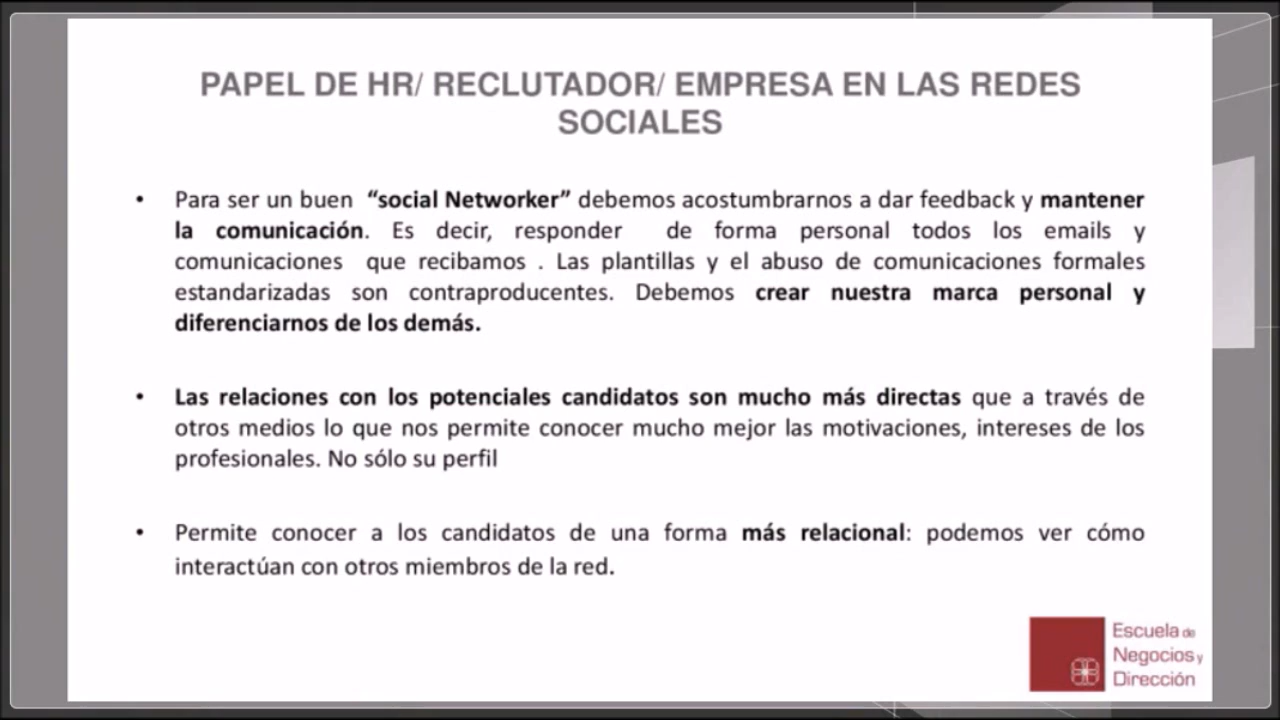 PAPEL DE HR/ RECLUTADOR/ EMPRESA EN LAS REDES
SOCIALES
• Para ser un buen “social Networker” debemos acostumbrarnos a dar feedback y mantener
la comunicación. Es decir, responder de forma personal todos los emails y
comunicaciones que recibamos . Las plantillas y el abuso de comunicaciones formales
estandarizadas son contraproducentes. Debemos crear nuestra marca personal y
diferenciarnos de los demás.
• Las relaciones con los potenciales candidatos son mucho más directas que a través de
otros medios lo que nos permite conocer mucho mejor las motivaciones, intereses de los
profesionales. No sólo su perfil
• Permite conocer a los candidatos de una forma más relacional: podemos ver cómo
interactúan con otros miembros de la red.
Escuela de
Negocios y
Dirección